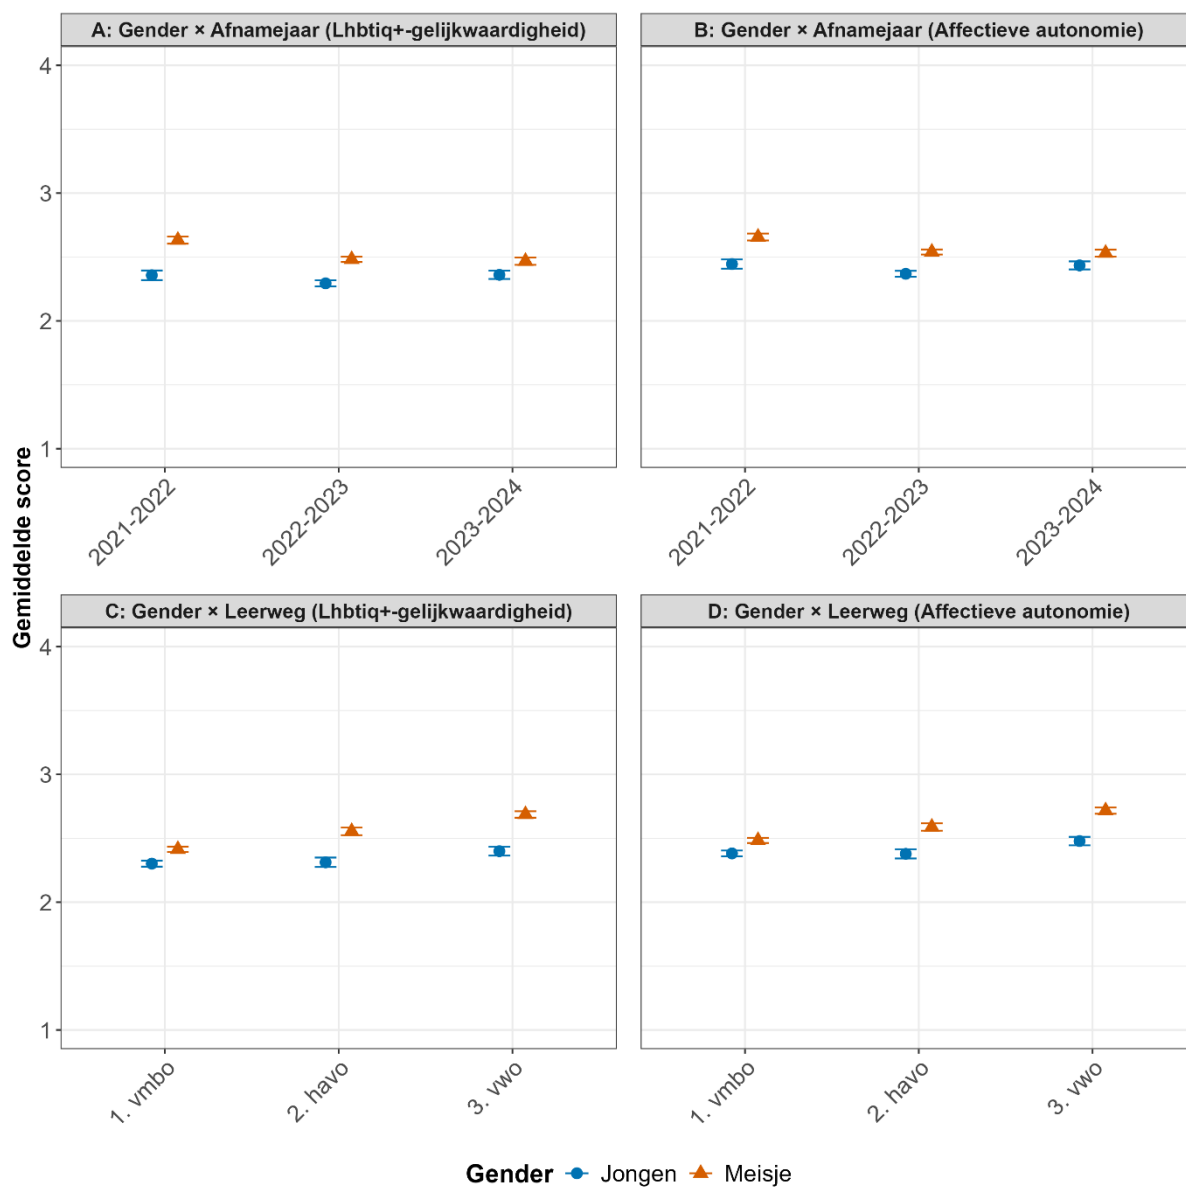 A: Gender × Afnamejaar (Lhbtiq+-gelijkwaardigheid)
B: Gender × Afnamejaar (Affectieve autonomie)
4
3
2
1
2021-2022
2022-2023
2023-2024
2021-2022
2022-2023
2023-2024
Gemiddelde score
C: Gender × Leerweg (Lhbtiq+-gelijkwaardigheid)
D: Gender × Leerweg (Affectieve autonomie)
4
3
2
1
1. vmbo
2. havo
3. vwo
1. vmbo
2. havo
3. vwo
Gender Jongen Meisje